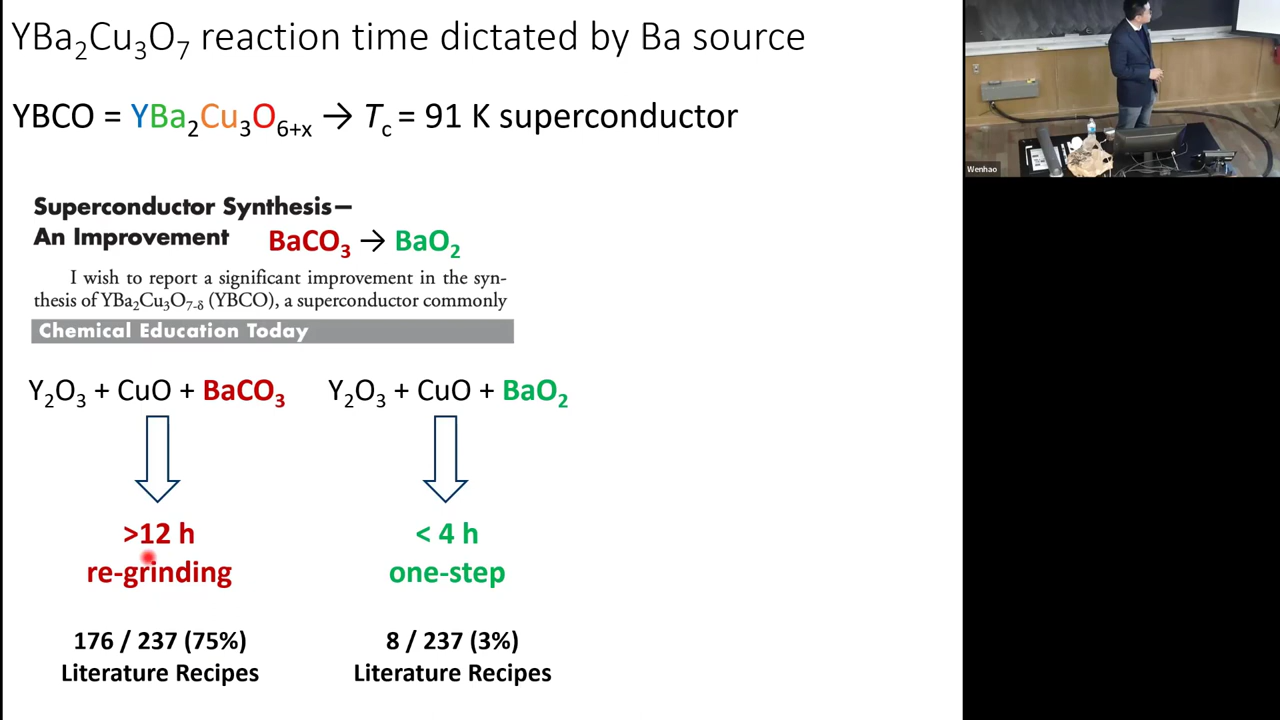 YBa₂Cu₃O₇ reaction time dictated by Ba source
YBCO = YBa₂Cu₃O₆₊ₓ → Tc = 91 K superconductor
Superconductor Synthesis—
An Improvement BaCO₃ → BaO₂
I wish to report a significant improvement in the syn-
thesis of YBa₂Cu₃O₇₋δ (YBCO), a superconductor commonly
Chemical Education Today
Y₂O₃ + CuO + BaCO₃
>12 h
re-grinding
176 / 237 (75%)
Literature Recipes
Y₂O₃ + CuO + BaO₂
< 4 h
one-step
8 / 237 (3%)
Literature Recipes
Wenhao